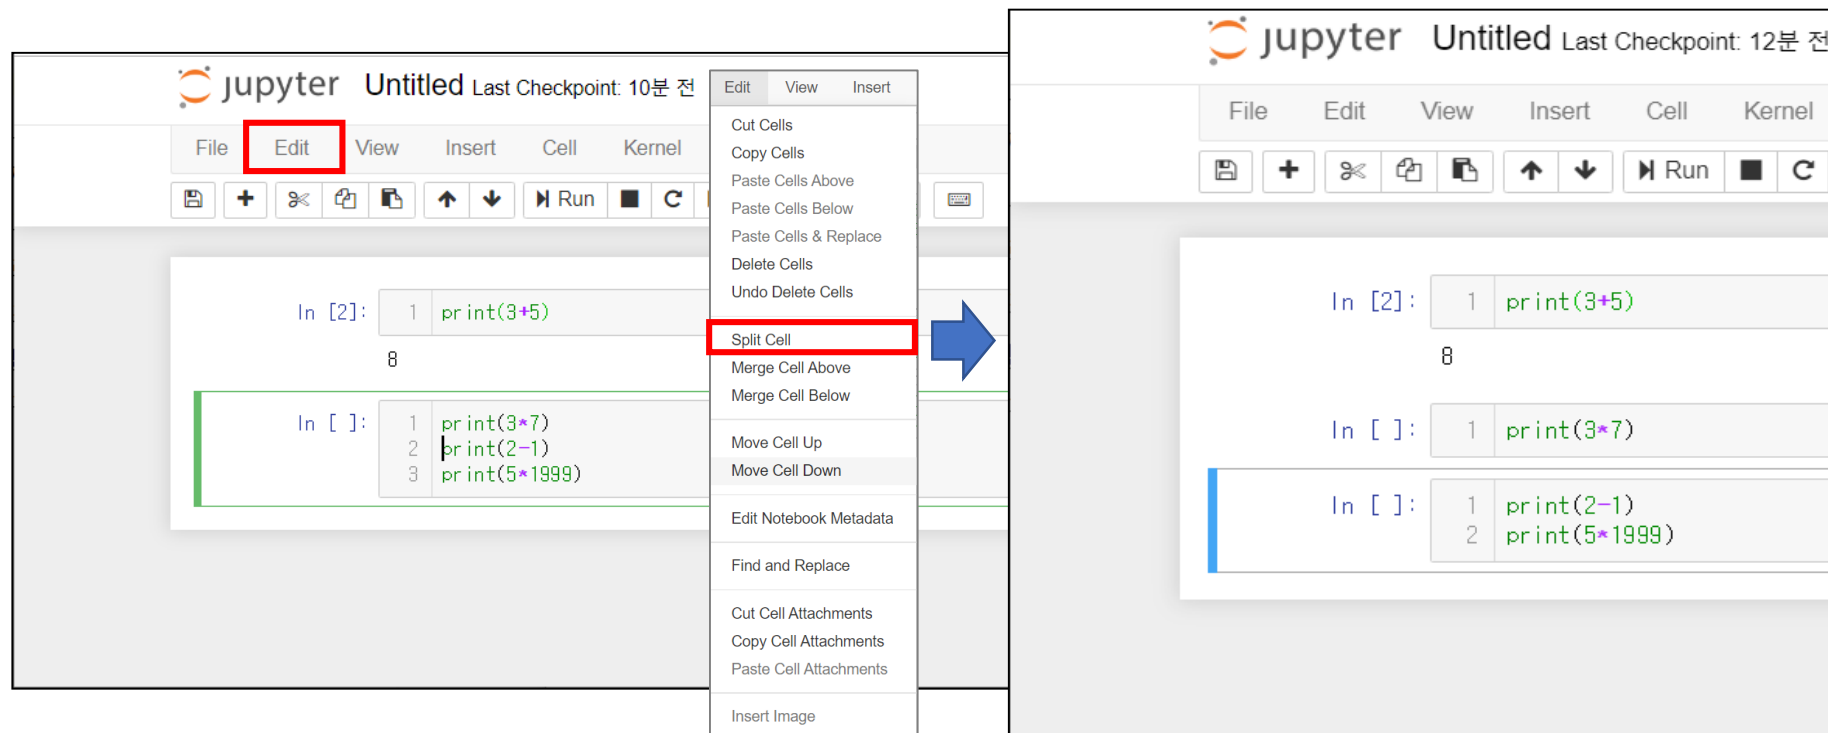 jupyter Untitled Last Checkpoint: 10분 전
File Edit View Insert Cell Kernel
Run
In [2]: 1 print(3+5)
8
In [ ]: 1 print(3*7)
2 print(2-1)
3 print(5*1999)
Edit View Insert
Cut Cells
Copy Cells
Paste Cells Above
Paste Cells Below
Paste Cells & Replace
Delete Cells
Undo Delete Cells
Split Cell
Merge Cell Above
Merge Cell Below
Move Cell Up
Move Cell Down
Edit Notebook Metadata
Find and Replace
Cut Cell Attachments
Copy Cell Attachments
Paste Cell Attachments
Insert Image
jupyter Untitled Last Checkpoint: 12분 전
File Edit View Insert Cell Kernel
Run
In [2]: 1 print(3+5)
8
In [ ]: 1 print(3*7)
In [ ]: 1 print(2-1)
2 print(5*1999)